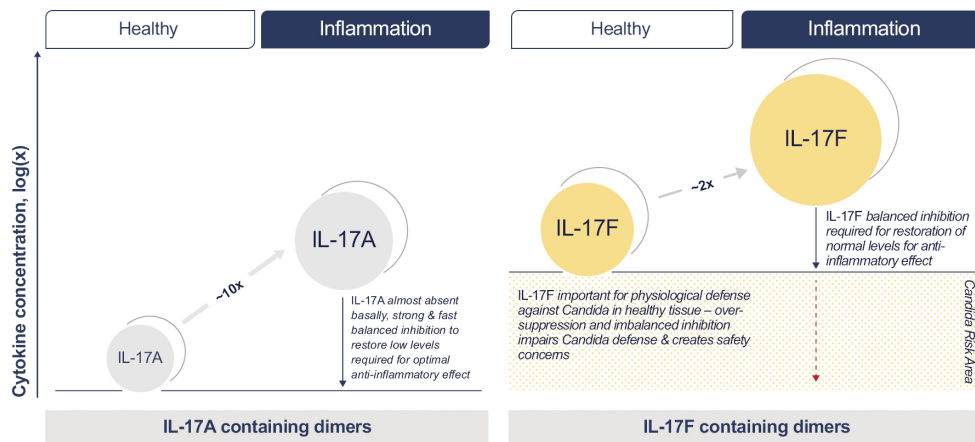 Healthy
Inflammation
Cytokine concentration, log(x)
IL-17A
~10x
IL-17A
IL-17A almost absent
basally, strong & fast
balanced inhibition to
restore low levels
required for optimal
anti-inflammatory effect
IL-17A containing dimers
Healthy
Inflammation
IL-17F
~2x
IL-17F
IL-17F balanced inhibition
required for restoration of
normal levels for anti-
inflammatory effect
IL-17F important for physiological defense
against Candida in healthy tissue – over-
suppression and imbalanced inhibition
impairs Candida defense & creates safety
concerns
Candida Risk Area
IL-17F containing dimers